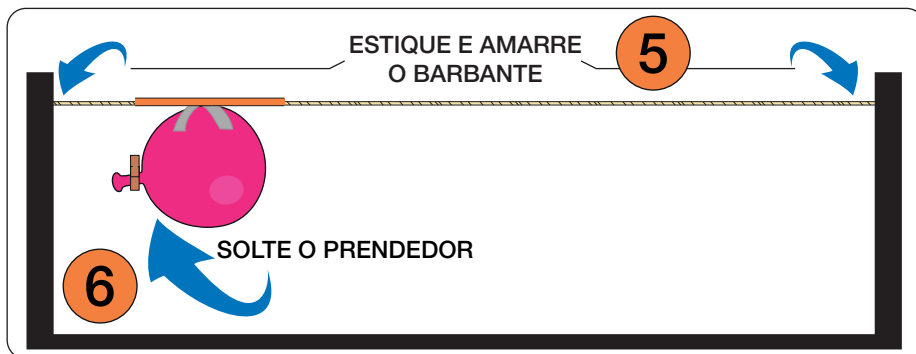 ESTIQUE E AMARRE
O BARBANTE
5
SOLTE O PRENDEDOR
6